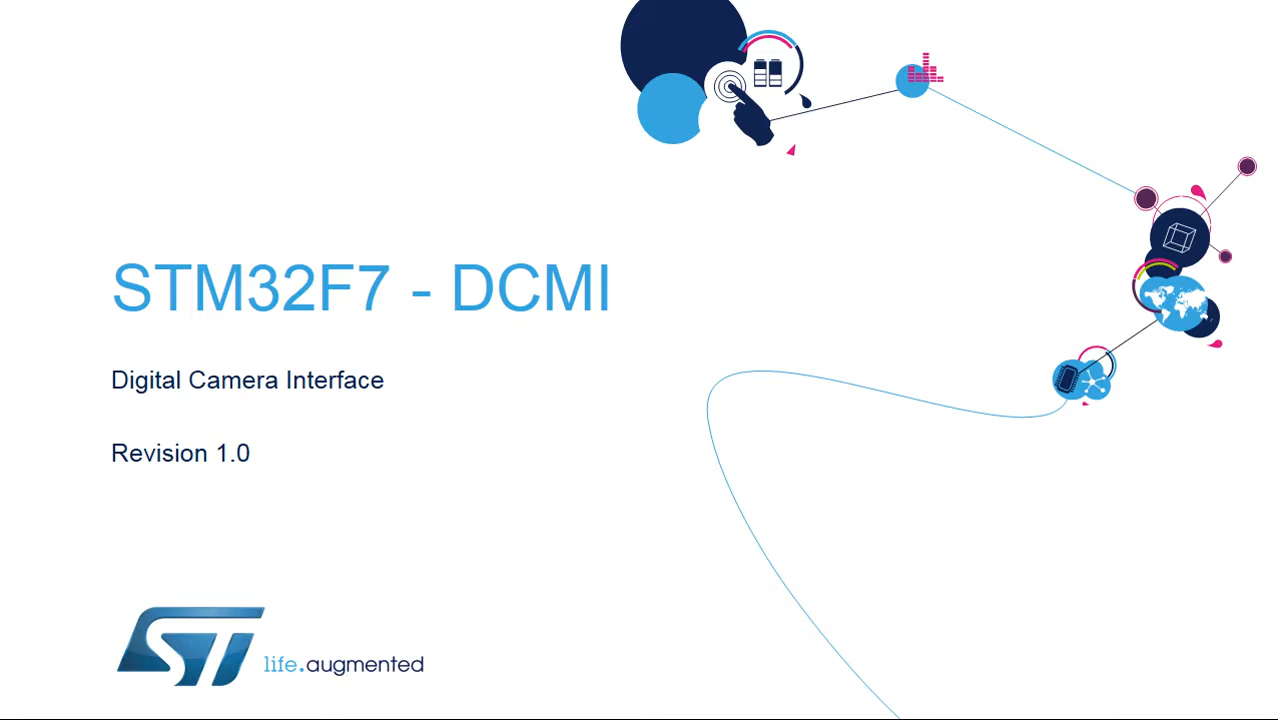 STM32F7 - DCMI
Digital Camera Interface
Revision 1.0
ST
life.augmented